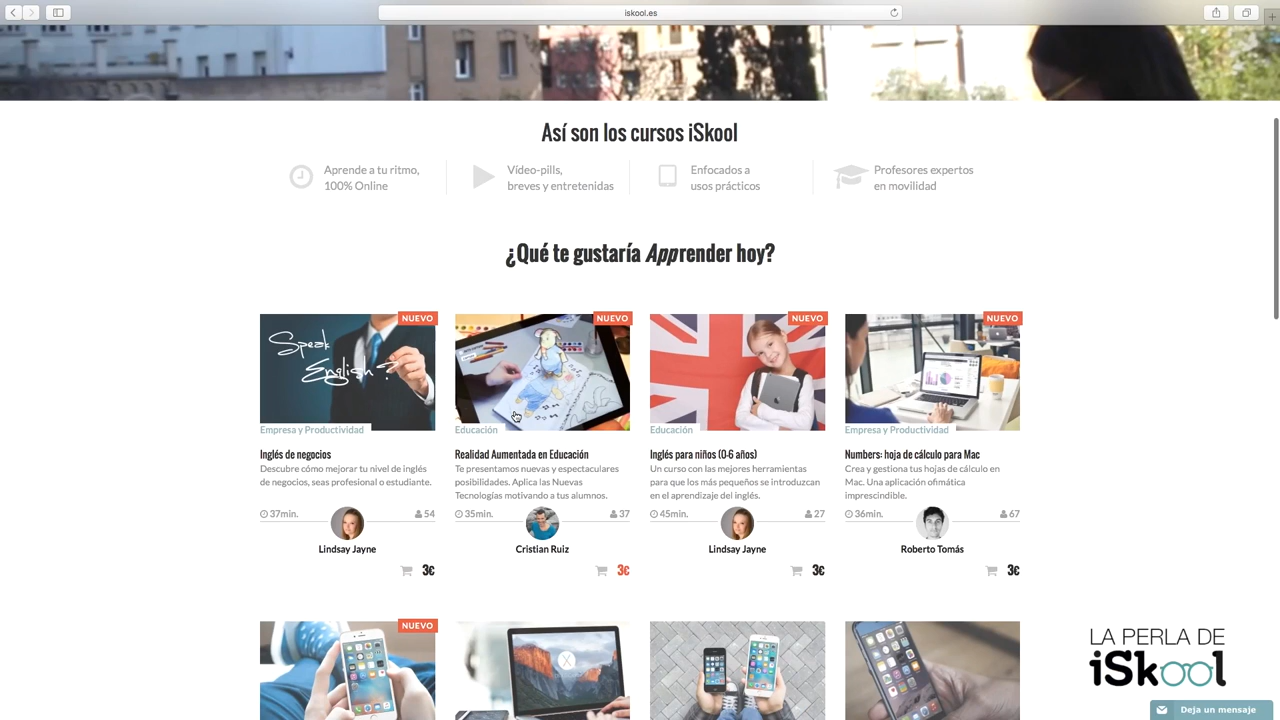 iskool.es
Así son los cursos iSkool
Aprende a tu ritmo,
100% Online
Vídeo-pills,
breves y entretenidas
Enfocados a
usos prácticos
Profesores expertos
en movilidad
¿Qué te gustaría Apprender hoy?
NUEVO
NUEVO
NUEVO
NUEVO
Speak
English?
Empresa y Productividad
Inglés de negocios
Descubre cómo mejorar tu nivel de inglés
de negocios, seas profesional o estudiante.
37min.
54
Lindsay Jayne
3€
Educación
Realidad Aumentada en Educación
Te presentamos nuevas y espectaculares
posibilidades. Aplica las Nuevas
Tecnologías motivando a tus alumnos.
35min.
37
Cristian Ruiz
3€
Educación
Inglés para niños (0-6 años)
Un curso con las mejores herramientas
para que los más pequeños se introduzcan
en el aprendizaje del inglés.
45min.
27
Lindsay Jayne
3€
Empresa y Productividad
Numbers: hoja de cálculo para Mac
Crea y gestiona tus hojas de cálculo en
Mac. Una aplicación ofimática
imprescindible.
36min.
67
Roberto Tomás
3€
NUEVO
LA PERLA DE
iSkool
Deja un mensaje